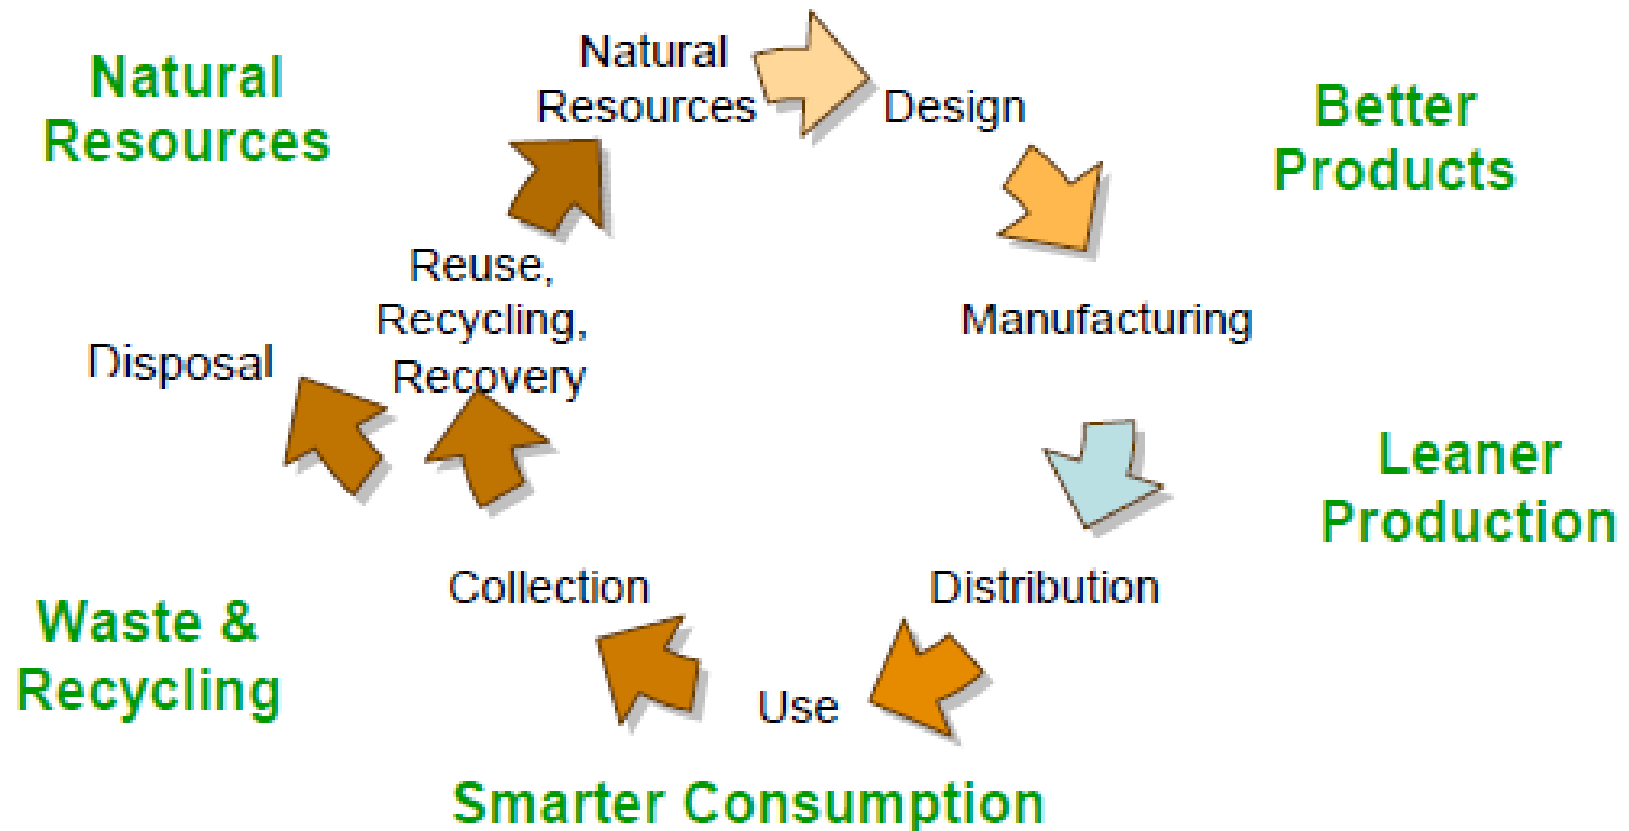 Natural
Resources
Natural
Resources
Design
Better
Products
Reuse,
Recycling,
Recovery
Manufacturing
Disposal
Leaner
Production
Collection
Distribution
Waste &
Recycling
Use
Smarter Consumption